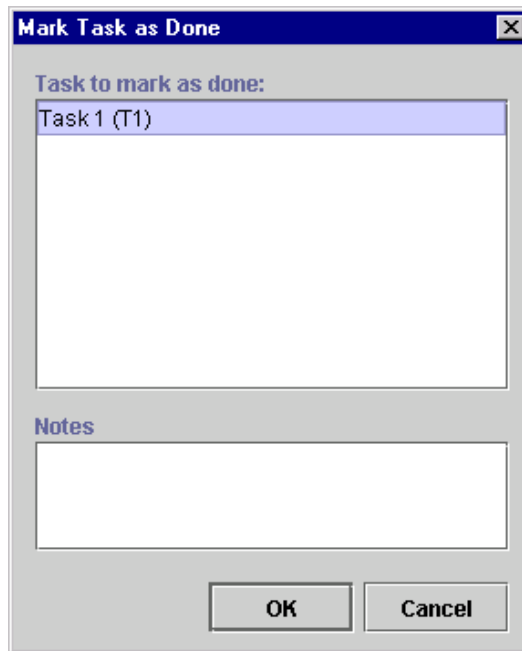 Mark Task as Done
Task to mark as done:
Task 1 (T1)
Notes
OK
Cancel